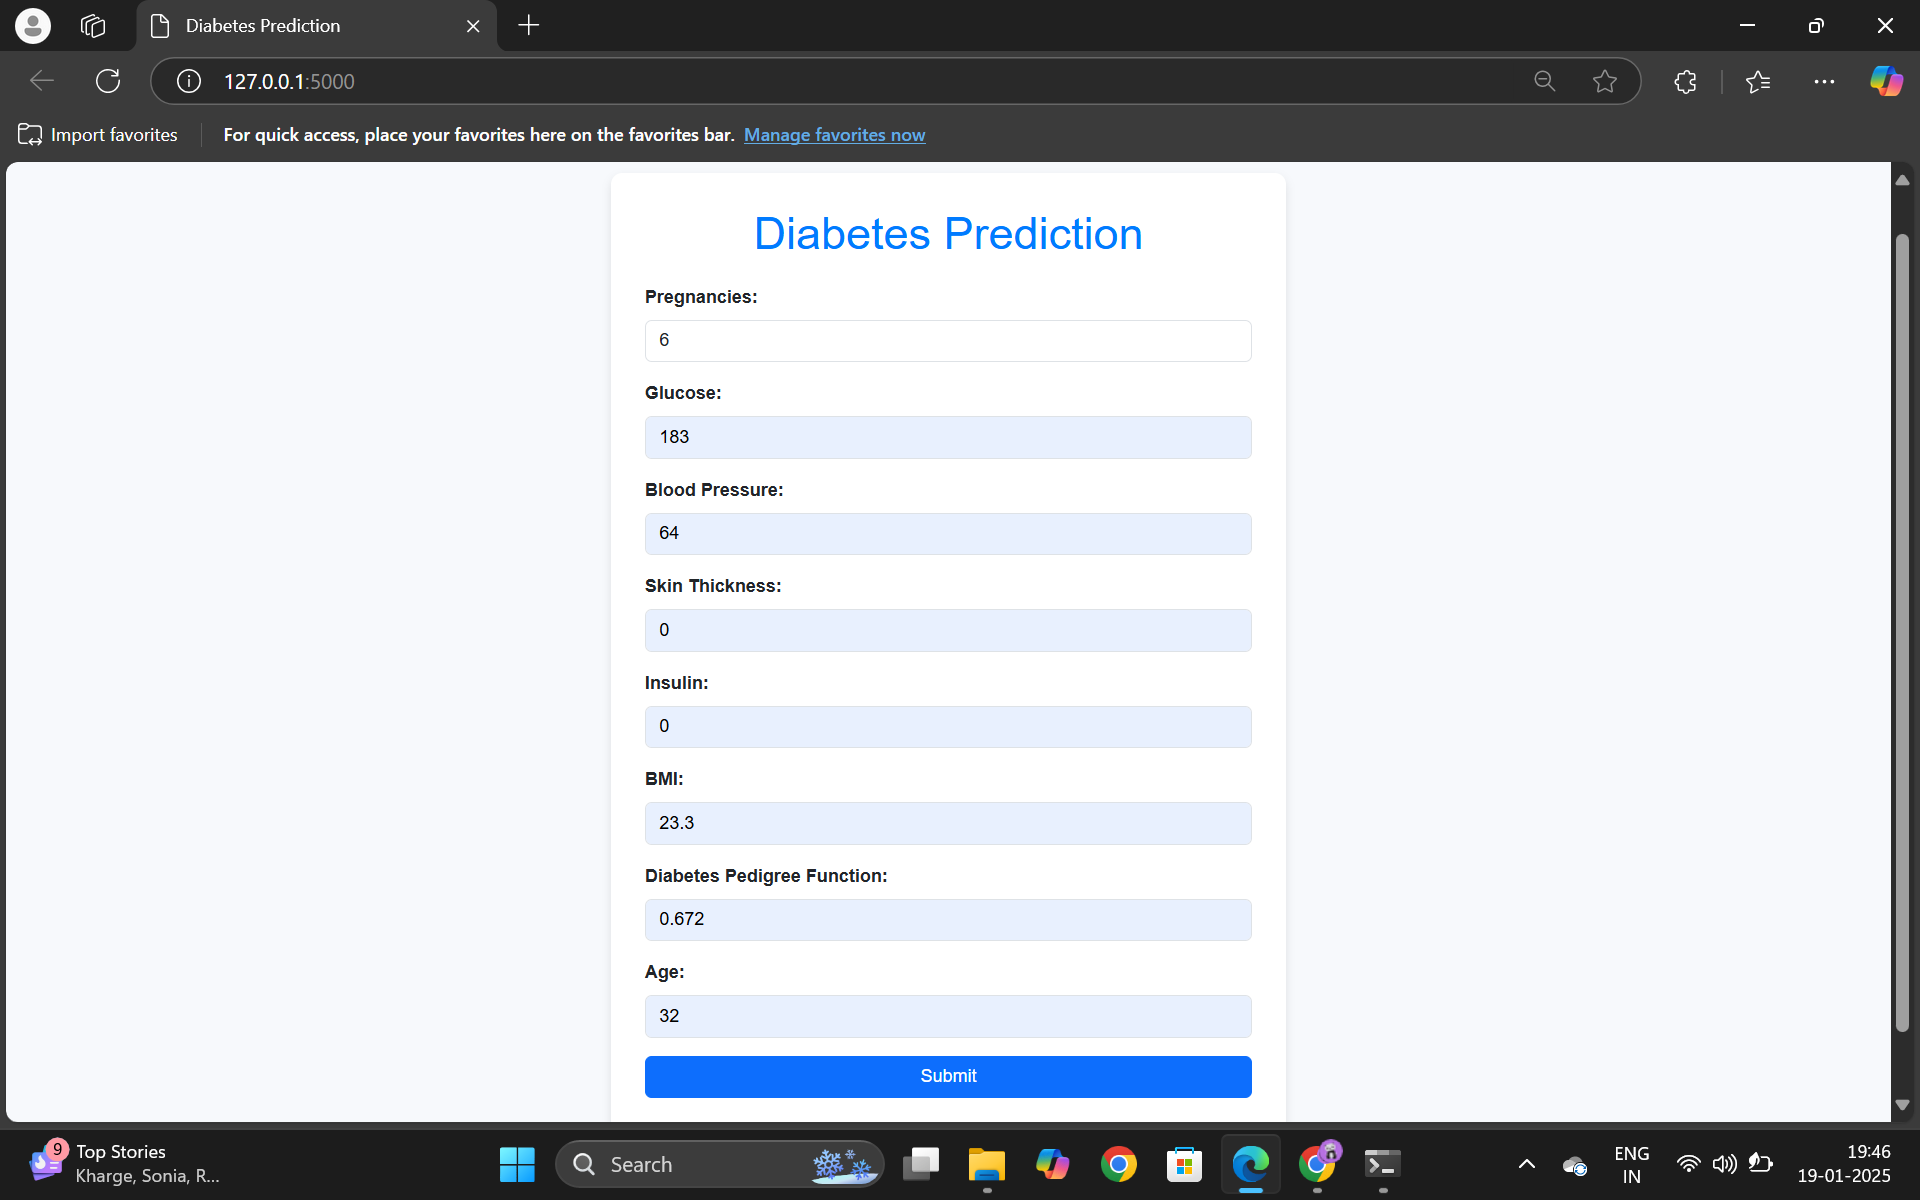 Diabetes Prediction
127.0.0.1:5000
Import favorites
For quick access, place your favorites here on the favorites bar. Manage favorites now
Diabetes Prediction
Pregnancies:
6
Glucose:
183
Blood Pressure:
64
Skin Thickness:
0
Insulin:
0
BMI:
23.3
Diabetes Pedigree Function:
0.672
Age:
32
Submit
9
Top Stories
Kharge, Sonia, R...
Search
ENG
IN
19:46
19-01-2025